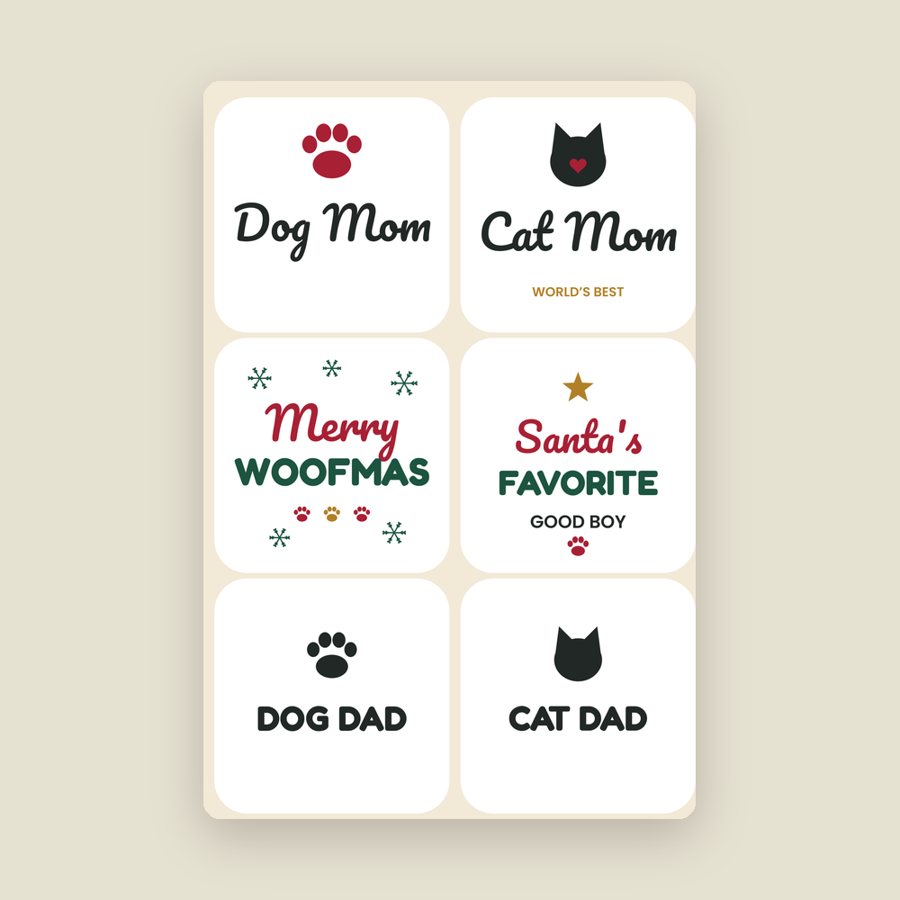 Dog Mom
Cat Mom
WORLD'S BEST
Merry
WOOFMAS
Santa's
FAVORITE
GOOD BOY
DOG DAD
CAT DAD